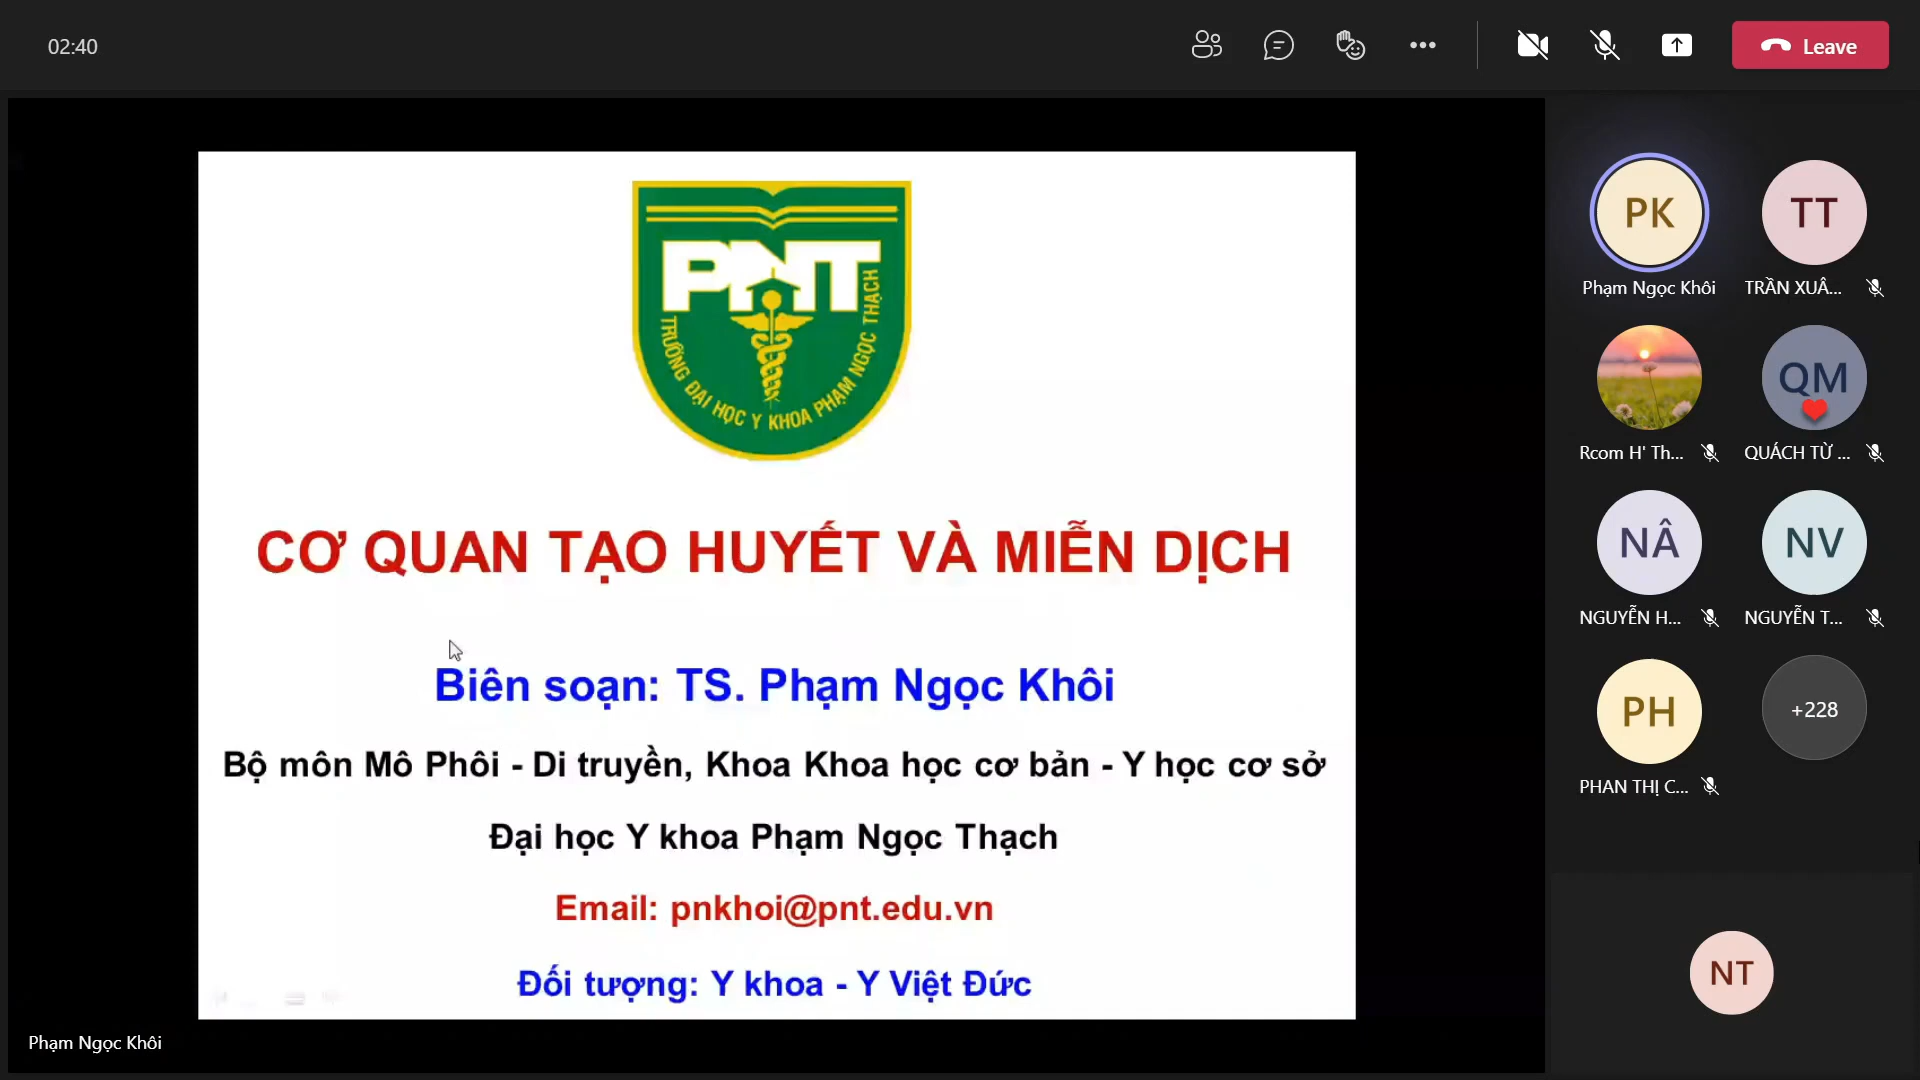 02:40
Leave
PNT
TRƯỜNG ĐẠI HỌC Y KHOA PHẠM NGỌC THẠCH
CƠ QUAN TẠO HUYẾT VÀ MIỄN DỊCH
Biên soạn: TS. Phạm Ngọc Khôi
Bộ môn Mô Phôi - Di truyền, Khoa Khoa học cơ bản - Y học cơ sở
Đại học Y khoa Phạm Ngọc Thạch
Email: pnkhoi@pnt.edu.vn
Đối tượng: Y khoa - Y Việt Đức
Phạm Ngọc Khôi
PK
TT
Phạm Ngọc Khôi
TRẦN XUÂ...
QM
Rcom H' Th...
QUÁCH TỪ ...
NÂ
NV
NGUYỄN H...
NGUYỄN T...
PH
+228
PHAN THỊ C...
NT